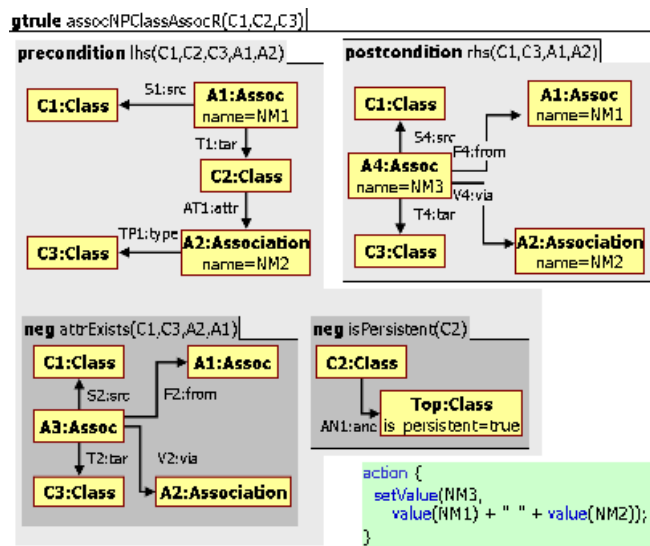 gtrule assocNPClassAssocR(C1,C2,C3)
precondition lhs(C1,C2,C3,A1,A2)
postcondition rhs(C1,C3,A1,A2)
C1:Class
S1:src
A1:Assoc
name=NM1
T1:tar
C2:Class
AT1:attr
C3:Class
TP1:type
A2:Association
name=NM2
C1:Class
A1:Assoc
name=NM1
S4:src
F4:from
A4:Assoc
name=NM3
V4:via
T4:tar
C3:Class
A2:Association
name=NM2
neg attrExists(C1,C3,A2,A1)
C1:Class
A1:Assoc
S2:src
F2:from
A3:Assoc
T2:tar
V2:via
C3:Class
A2:Association
neg isPersistent(C2)
C2:Class
AN1:anc
Top:Class
is_persistent=true
action {
setValue(NM3,
value(NM1) + "_" + value(NM2));
}